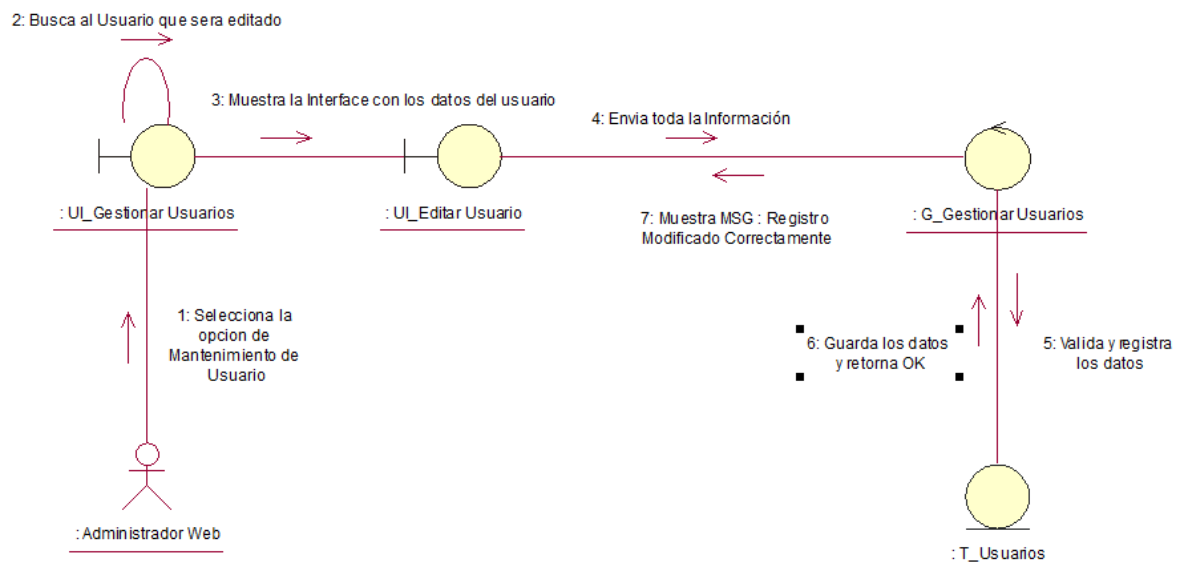 2: Busca al Usuario que sera editado
3: Muestra la Interface con los datos del usuario
4: Envia toda la Información
: UI_Gestionar Usuarios
: UI_Editar Usuario
7: Muestra MSG : Registro
Modificado Correctamente
: G_Gestionar Usuarios
1: Selecciona la
opcion de
Mantenimiento de
Usuario
6: Guarda los datos
y retorna OK
5: Valida y registra
los datos
: Administrador Web
: T_Usuarios